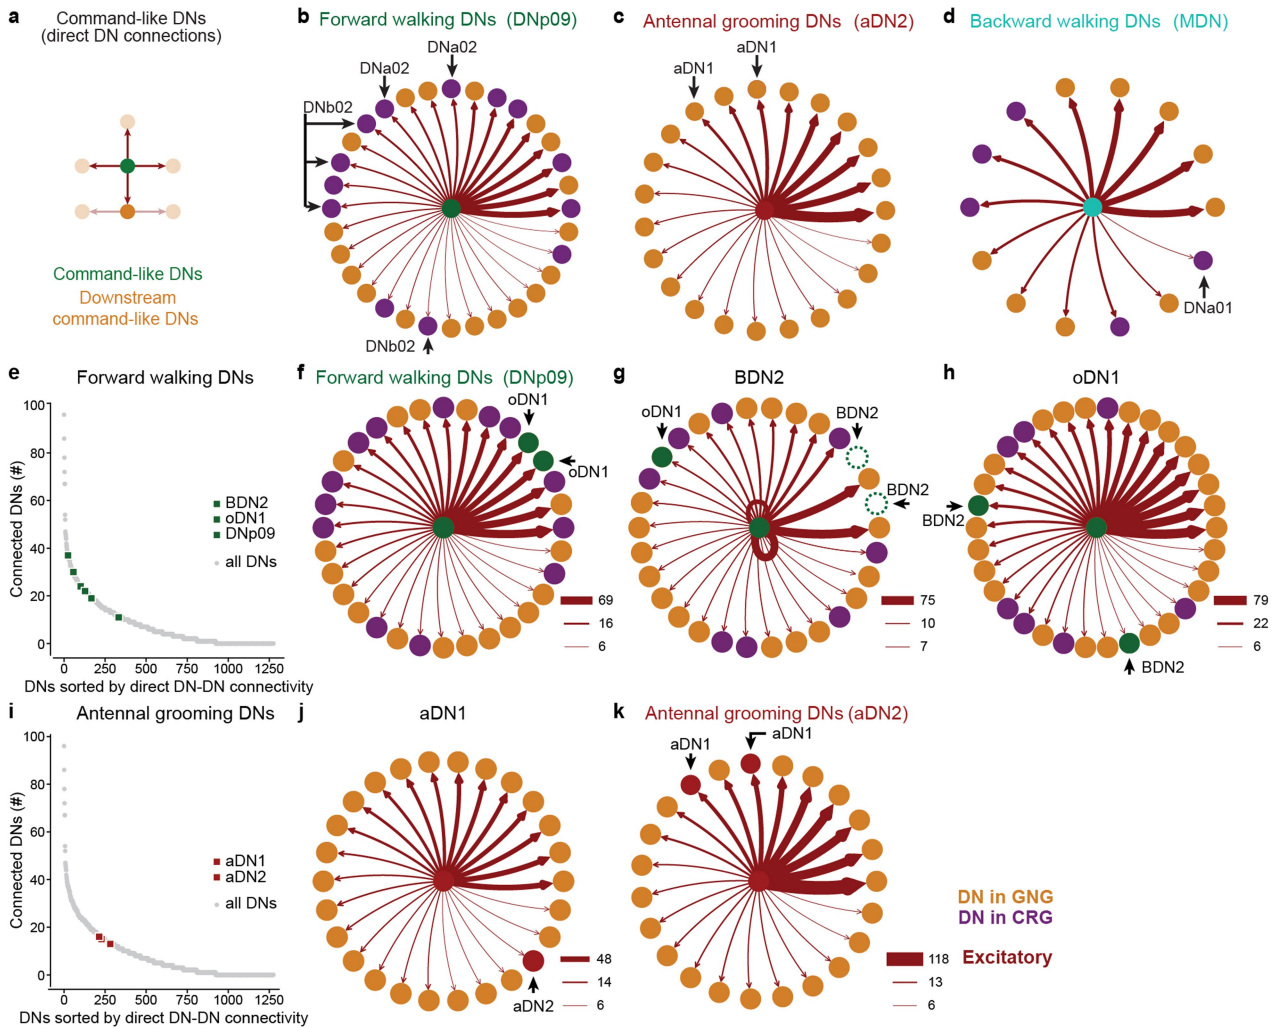 a Command-like DNs
(direct DN connections)
Command-like DNs
Downstream
command-like DNs
b Forward walking DNs (DNp09)
DNa02
DNa02
DNb02
DNb02
c Antennal grooming DNs (aDN2)
aDN1
aDN1
d Backward walking DNs (MDN)
DNa01
e Forward walking DNs
Connected DNs (#)
100
80
60
40
20
0
BDN2
oDN1
DNp09
all DNs
0 250 500 750 1000 1250
DNs sorted by direct DN-DN connectivity
f Forward walking DNs (DNp09)
oDN1
oDN1
69
16
6
g BDN2
oDN1
BDN2
BDN2
75
10
7
h oDN1
BDN2
BDN2
79
22
6
i Antennal grooming DNs
Connected DNs (#)
100
80
60
40
20
0
aDN1
aDN2
all DNs
0 250 500 750 1000 1250
DNs sorted by direct DN-DN connectivity
j aDN1
aDN2
48
14
6
k Antennal grooming DNs (aDN2)
aDN1
aDN1
118
13
6
DN in GNG
DN in CRG
Excitatory